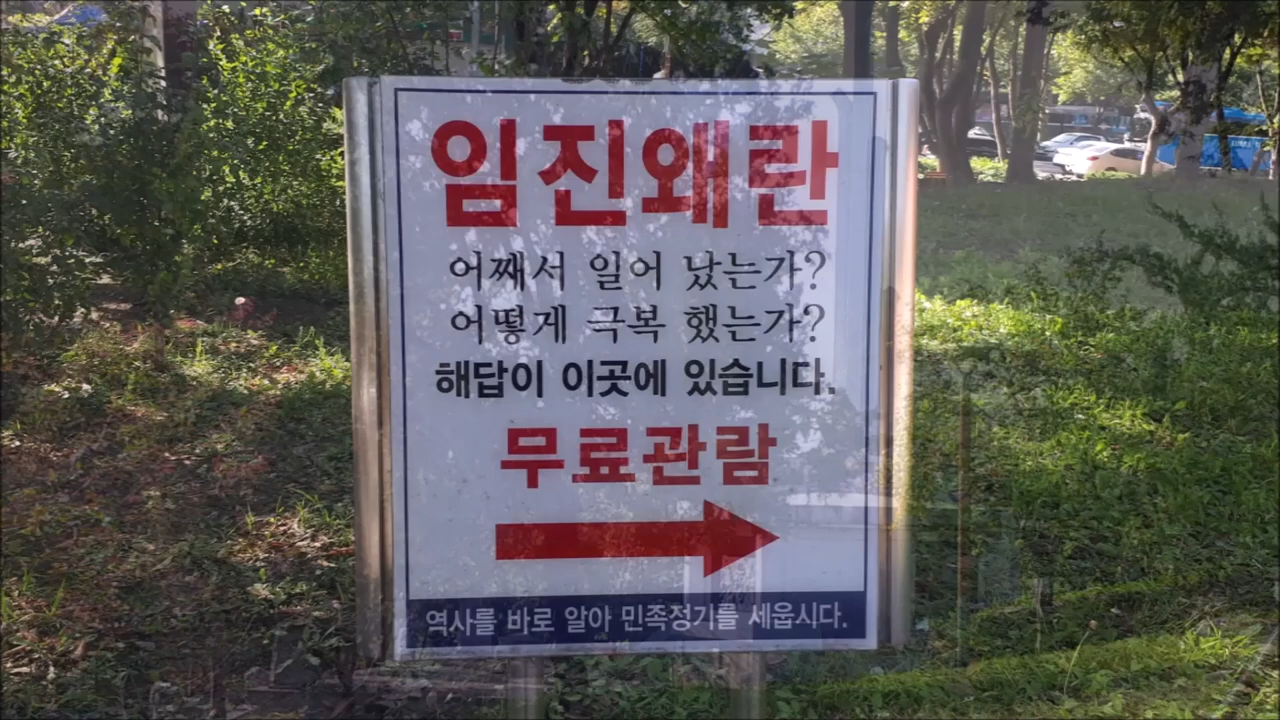 임진왜란
어째서 일어 났는가?
어떻게 극복 했는가?
해답이 이곳에 있습니다.
무료관람
역사를 바로 알아 민족정기를 세웁시다.